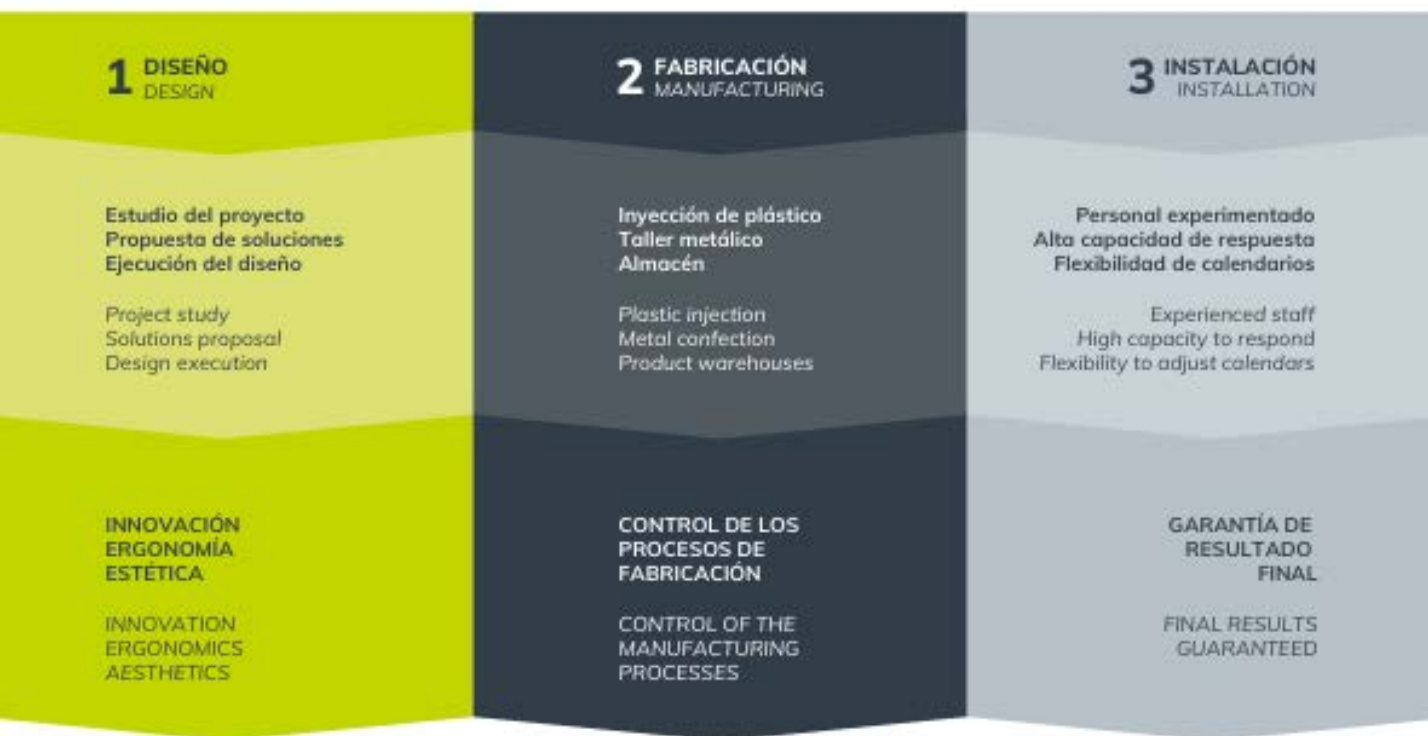 1 DISEÑO
DESIGN
Estudio del proyecto
Propuesta de soluciones
Ejecución del diseño
Project study
Solutions proposal
Design execution
INNOVACIÓN
ERGONOMÍA
ESTÉTICA
INNOVATION
ERGONOMICS
AESTHETICS
2 FABRICACIÓN
MANUFACTURING
Inyección de plástico
Taller metálico
Almacén
Plastic injection
Metal confection
Product warehouses
CONTROL DE LOS
PROCESOS DE
FABRICACIÓN
CONTROL OF THE
MANUFACTURING
PROCESSES
3 INSTALACIÓN
INSTALLATION
Personal experimentado
Alta capacidad de respuesta
Flexibilidad de calendarios
Experienced staff
High capacity to respond
Flexibility to adjust calendars
GARANTÍA DE
RESULTADO
FINAL
FINAL RESULTS
GUARANTEED